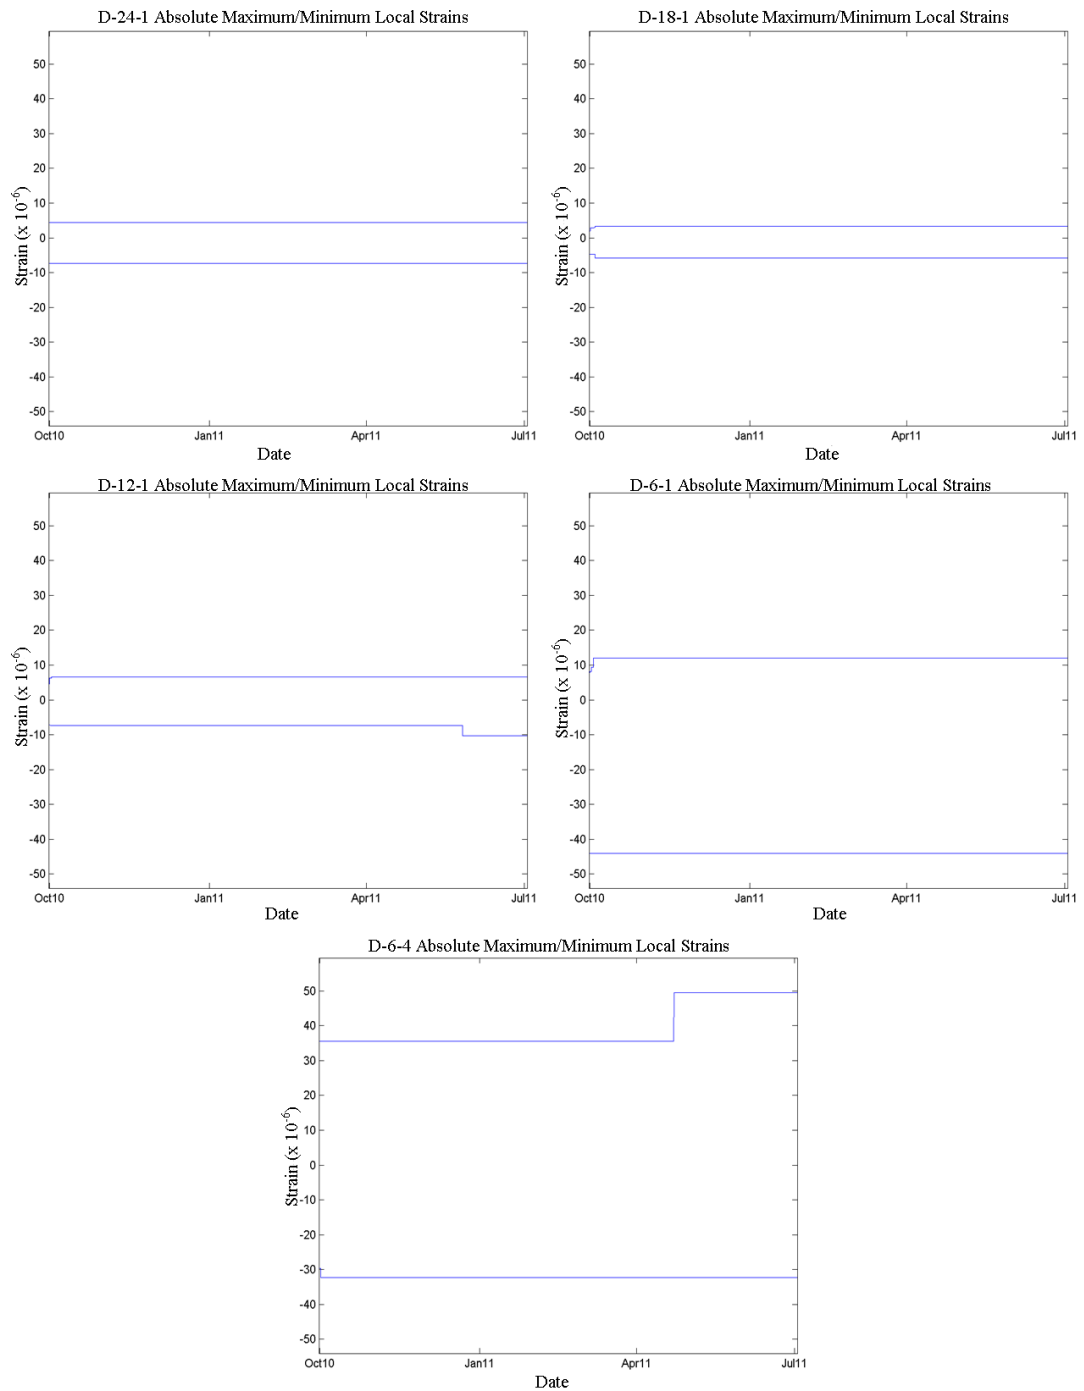 D-24-1 Absolute Maximum/Minimum Local Strains
Strain (x 10^-6)
50
40
30
20
10
0
-10
-20
-30
-40
-50
Oct10 Jan11 Apr11 Jul11
Date
D-18-1 Absolute Maximum/Minimum Local Strains
Strain (x 10^-6)
50
40
30
20
10
0
-10
-20
-30
-40
-50
Oct10 Jan11 Apr11 Jul11
Date
D-12-1 Absolute Maximum/Minimum Local Strains
Strain (x 10^-6)
50
40
30
20
10
0
-10
-20
-30
-40
-50
Oct10 Jan11 Apr11 Jul11
Date
D-6-1 Absolute Maximum/Minimum Local Strains
Strain (x 10^-6)
50
40
30
20
10
0
-10
-20
-30
-40
-50
Oct10 Jan11 Apr11 Jul11
Date
D-6-4 Absolute Maximum/Minimum Local Strains
Strain (x 10^-6)
50
40
30
20
10
0
-10
-20
-30
-40
-50
Oct10 Jan11 Apr11 Jul11
Date